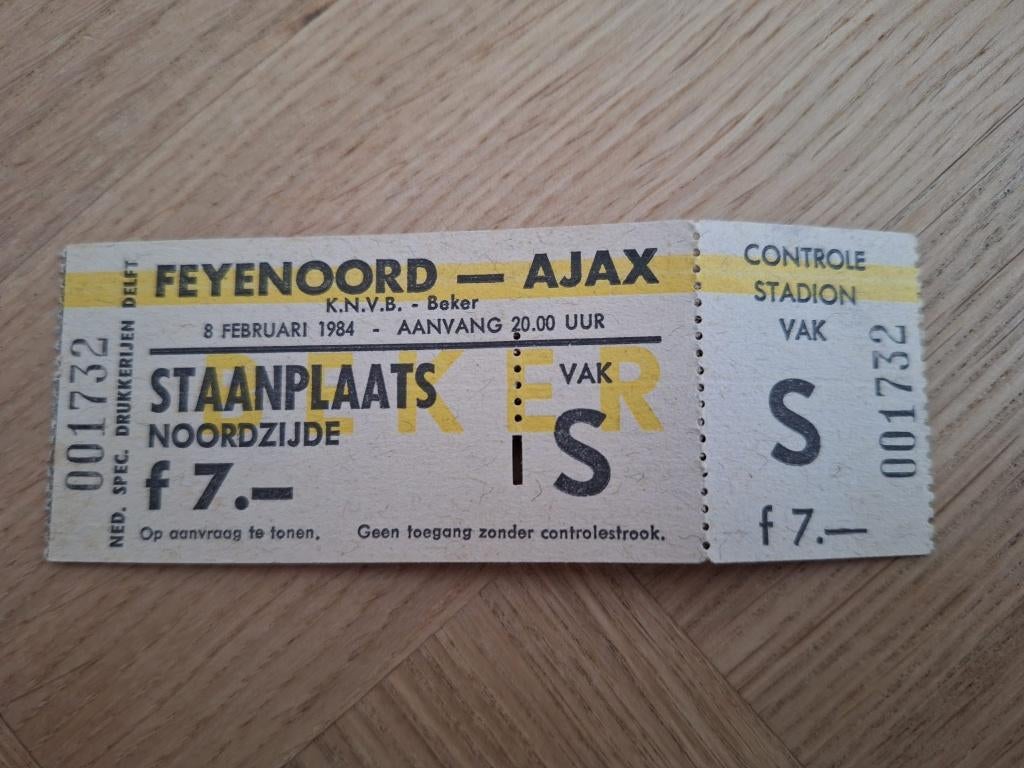 001732
NED. SPEC. DRUKKERIJEN DELFT
FEYENOORD — AJAX
K.N.V.B. - Beker
8 FEBRUARI 1984 - AANVANG 20.00 UUR
BEKER
STAANPLAATS
NOORDZIJDE
f 7.—
VAK
S
Op aanvraag te tonen.
Geen toegang zonder controlestrook.
CONTROLE
STADION
VAK
S
f 7.—
001732